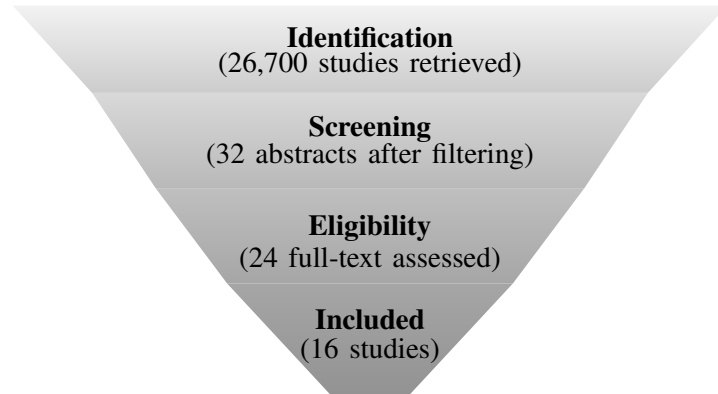 Identification
(26,700 studies retrieved)
Screening
(32 abstracts after filtering)
Eligibility
(24 full-text assessed)
Included
(16 studies)